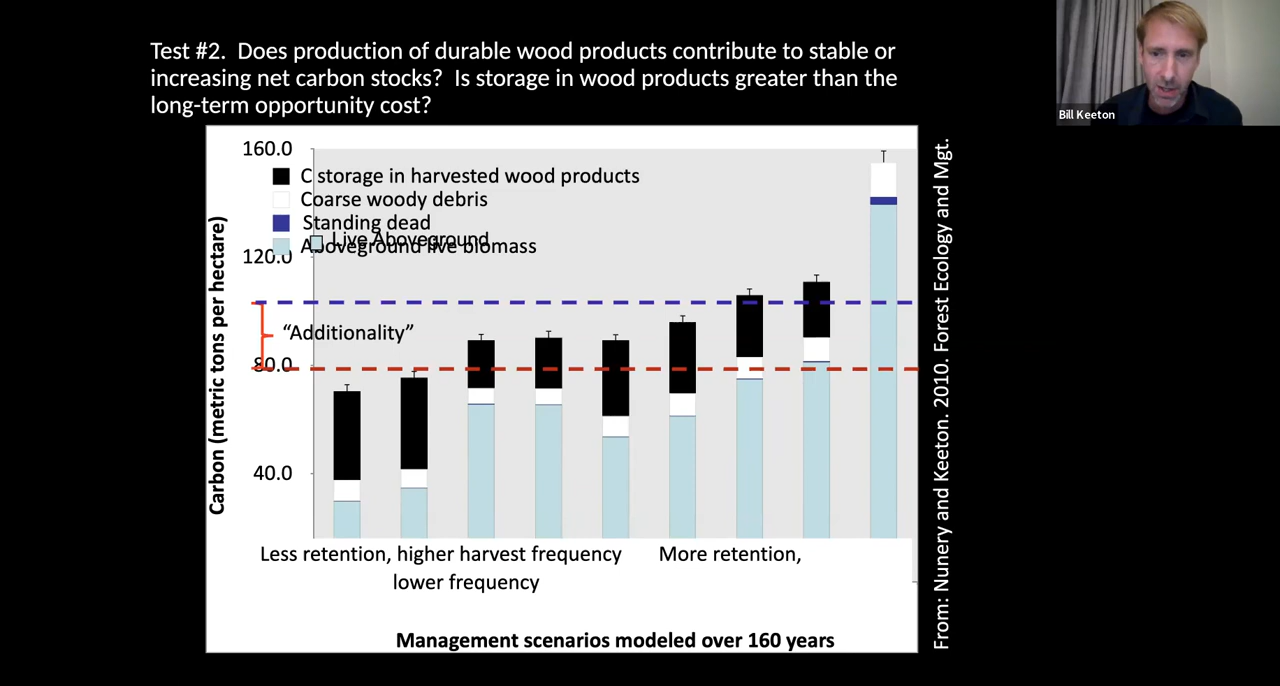 Test #2.  Does production of durable wood products contribute to stable or
increasing net carbon stocks?  Is storage in wood products greater than the
long-term opportunity cost?
Bill Keeton
160.0
C storage in harvested wood products
Coarse woody debris
Standing dead
Live Aboveground
Aboveground live biomass
120.0
“Additionality”
80.0
40.0
Carbon (metric tons per hectare)
Less retention, higher harvest frequency
More retention,
lower frequency
Management scenarios modeled over 160 years
From: Nunery and Keeton. 2010. Forest Ecology and Mgt.